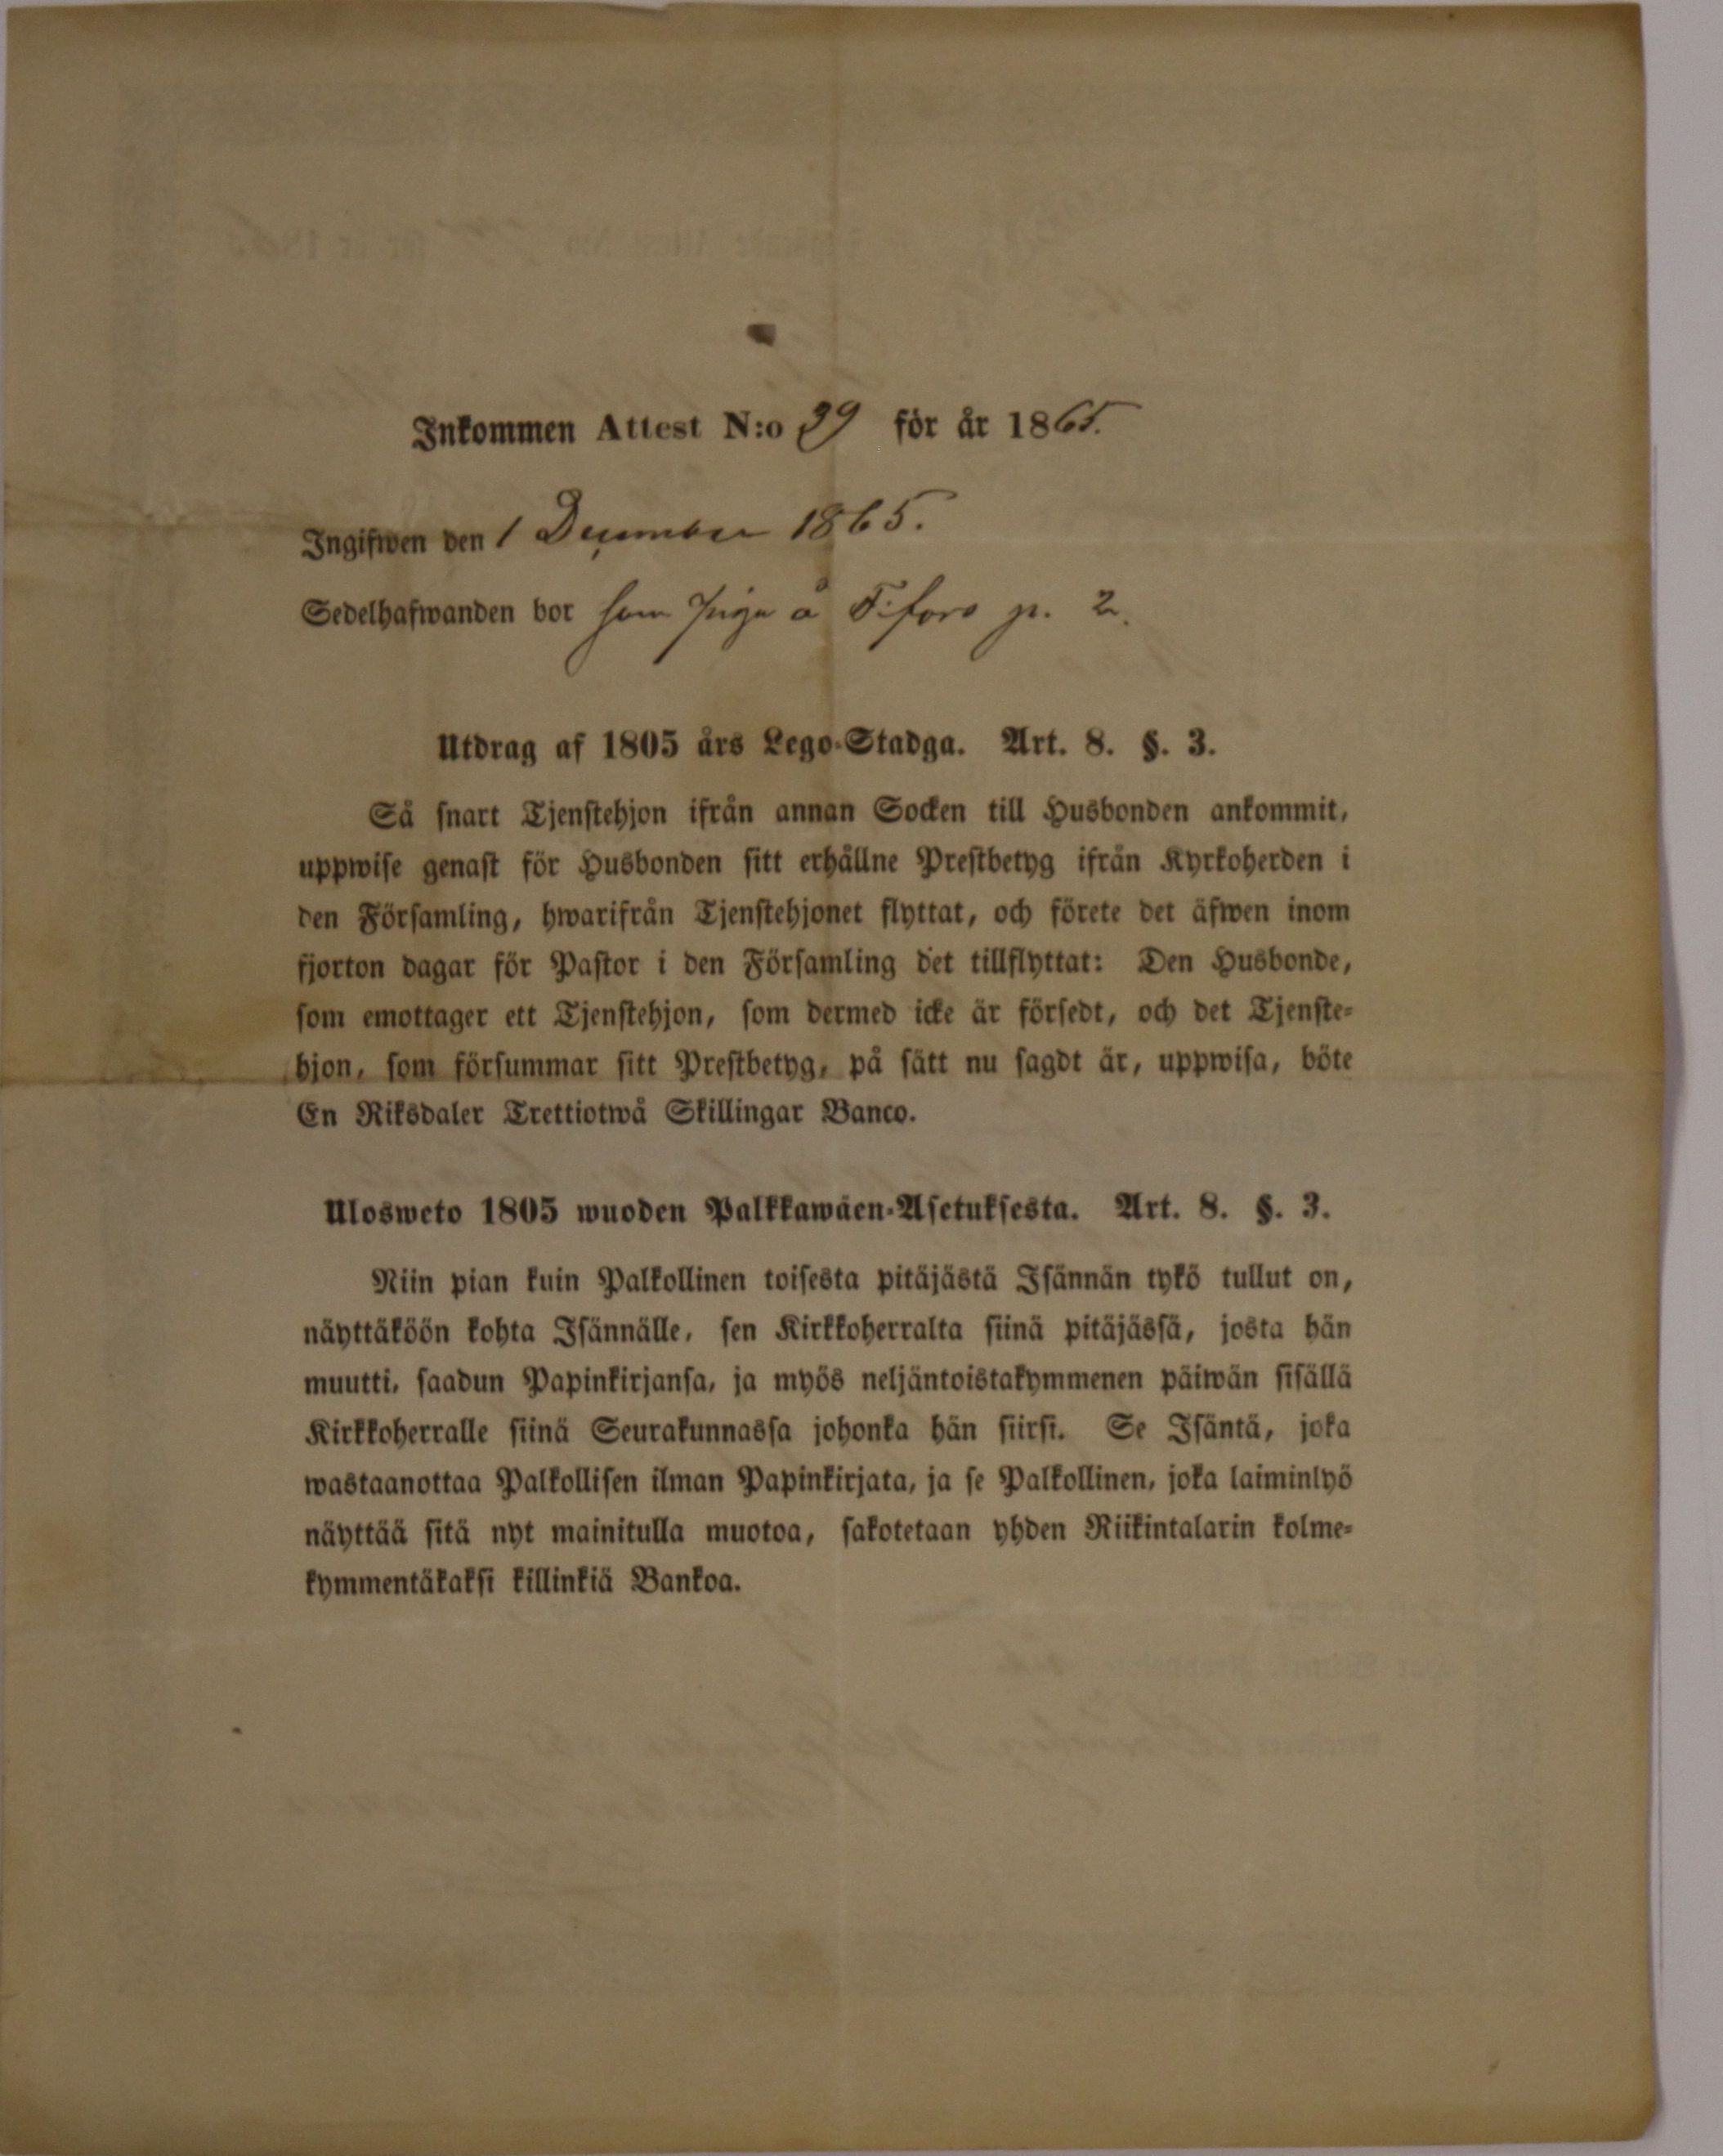 Inkommen Attest N:o 39 för år 1865.
Ingifwen den 1 December 1865.
Sedelhafwanden bor som Piga å p. 2.
Utdrag af 1805 års Lego-Stadga. Art. 8. §. 3.
Så snart Tjenstehjon ifrån annan Socken till Husbonden ankommit,
uppwise genast för Husbonden sitt erhållne Prestbetyg ifrån Kyrkoherden i
den Församling, hwarifrån Tjenstehjonet flyttat, och förete det äfwen inom
fjorton dagar för Pastor i den Församling det tillflyttat: Den Husbonde,
som emottager ett Tjenstehjon, som dermed icke är försedt, och det Tjenste-
hjon, som försummar sitt Prestbetyg, på sätt nu sagdt är, uppwisa, böte
En Riksdaler Trettiotwå Skillingar Banco.
Ulosweto 1805 wuoden Palkkawäen-Asetuksesta. Art. 8. §. 3.
Niin pian kuin Palkollinen toisesta pitäjästä Isännän tykö tullut on,
näyttäköön kohta Isännälle, sen Kirkkoherralta siinä pitäjässä, josta hän
muutti, saadun Papinkirjansa, ja myös neljäntoistakymmenen päiwän sisällä
Kirkkoherralle siinä Seurakunnassa johonka hän siirsi. Se Isäntä, joka
wastaanottaa Palkollisen ilman Papinkirjata, ja se Palkollinen, joka laiminlyö
näyttää sitä nyt mainitulla muotoa, sakotetaan yhden Riikintalarin kolme-
kymmentäkaksi killinkiä Bankoa.